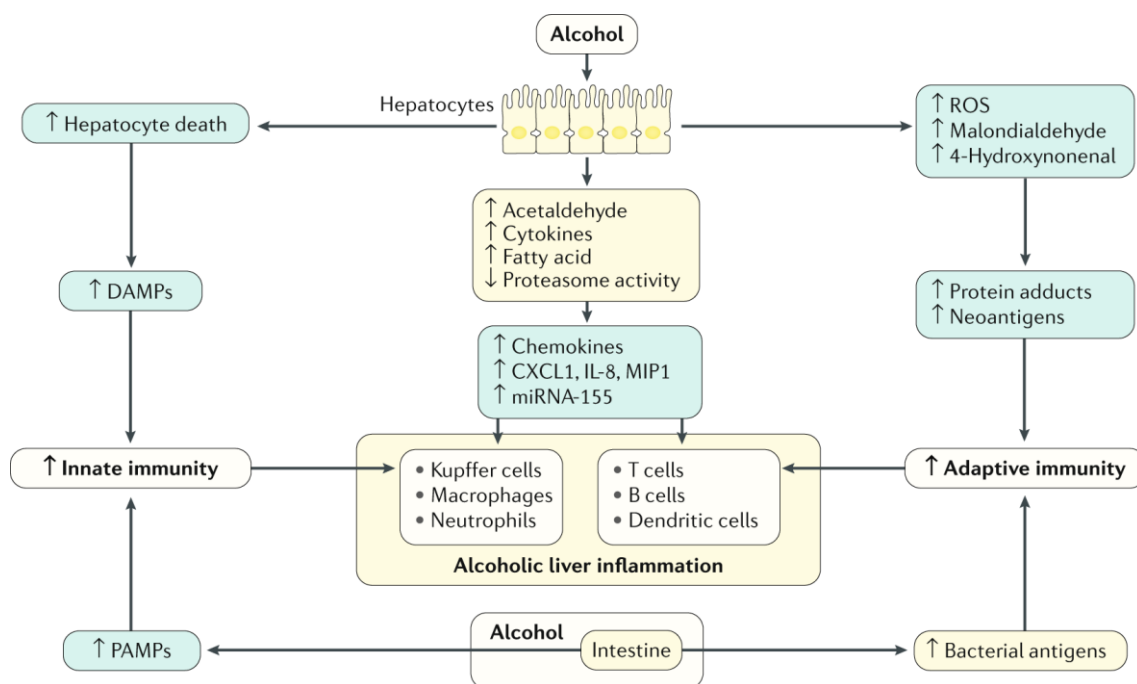 Alcohol
Hepatocytes
↑ Hepatocyte death
↑ ROS
↑ Malondialdehyde
↑ 4-Hydroxynonenal
↑ Acetaldehyde
↑ Cytokines
↑ Fatty acid
↓ Proteasome activity
↑ DAMPs
↑ Protein adducts
↑ Neoantigens
↑ Chemokines
↑ CXCL1, IL-8, MIP1
↑ miRNA-155
↑ Innate immunity
• Kupffer cells
• Macrophages
• Neutrophils
• T cells
• B cells
• Dendritic cells
↑ Adaptive immunity
Alcoholic liver inflammation
Alcohol
↑ PAMPs
Intestine
↑ Bacterial antigens